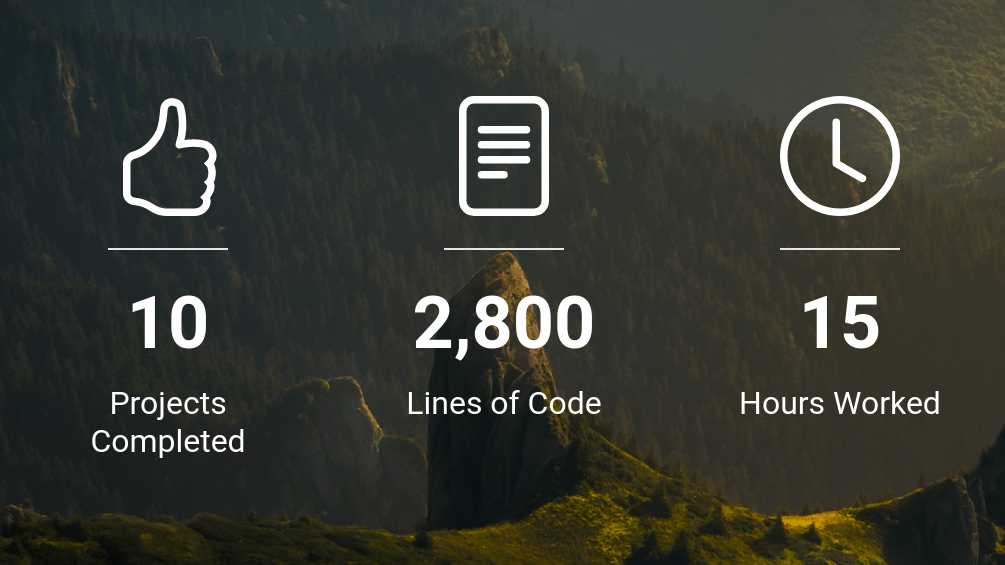 10
Projects
Completed
2,800
Lines of Code
15
Hours Worked